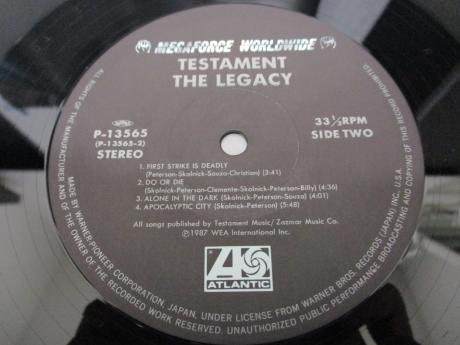 MEGAFORCE WORLDWIDE
TESTAMENT
THE LEGACY
P-13565
(P-13565-2)
STEREO
33⅓RPM
SIDE TWO
1. FIRST STRIKE IS DEADLY
(Peterson-Skolnick-Souza-Christian) (3:41)
2. DO OR DIE
(Skolnick-Peterson-Clemente-Skolnick-Peterson-Billy) (4:36)
3. ALONE IN THE DARK (Skolnick-Peterson-Souza) (4:01)
4. APOCALYPTIC CITY (Skolnick-Peterson) (5:48)
All songs published by Testament Music/Zazmar Music Co.
ⓟ1987 WEA International Inc.
ATLANTIC
ALL RIGHTS OF THE MANUFACTURER AND OF THE OWNER OF THE RECORDED WORK RESERVED. UNAUTHORIZED PUBLIC PERFORMANCE BROADCASTING AND COPYING OF THIS RECORD PROHIBITED
MADE BY WARNER-PIONEER CORPORATION, JAPAN, UNDER LICENSE FROM WARNER BROS. RECORDS (JAPAN) INC. U.S.A.